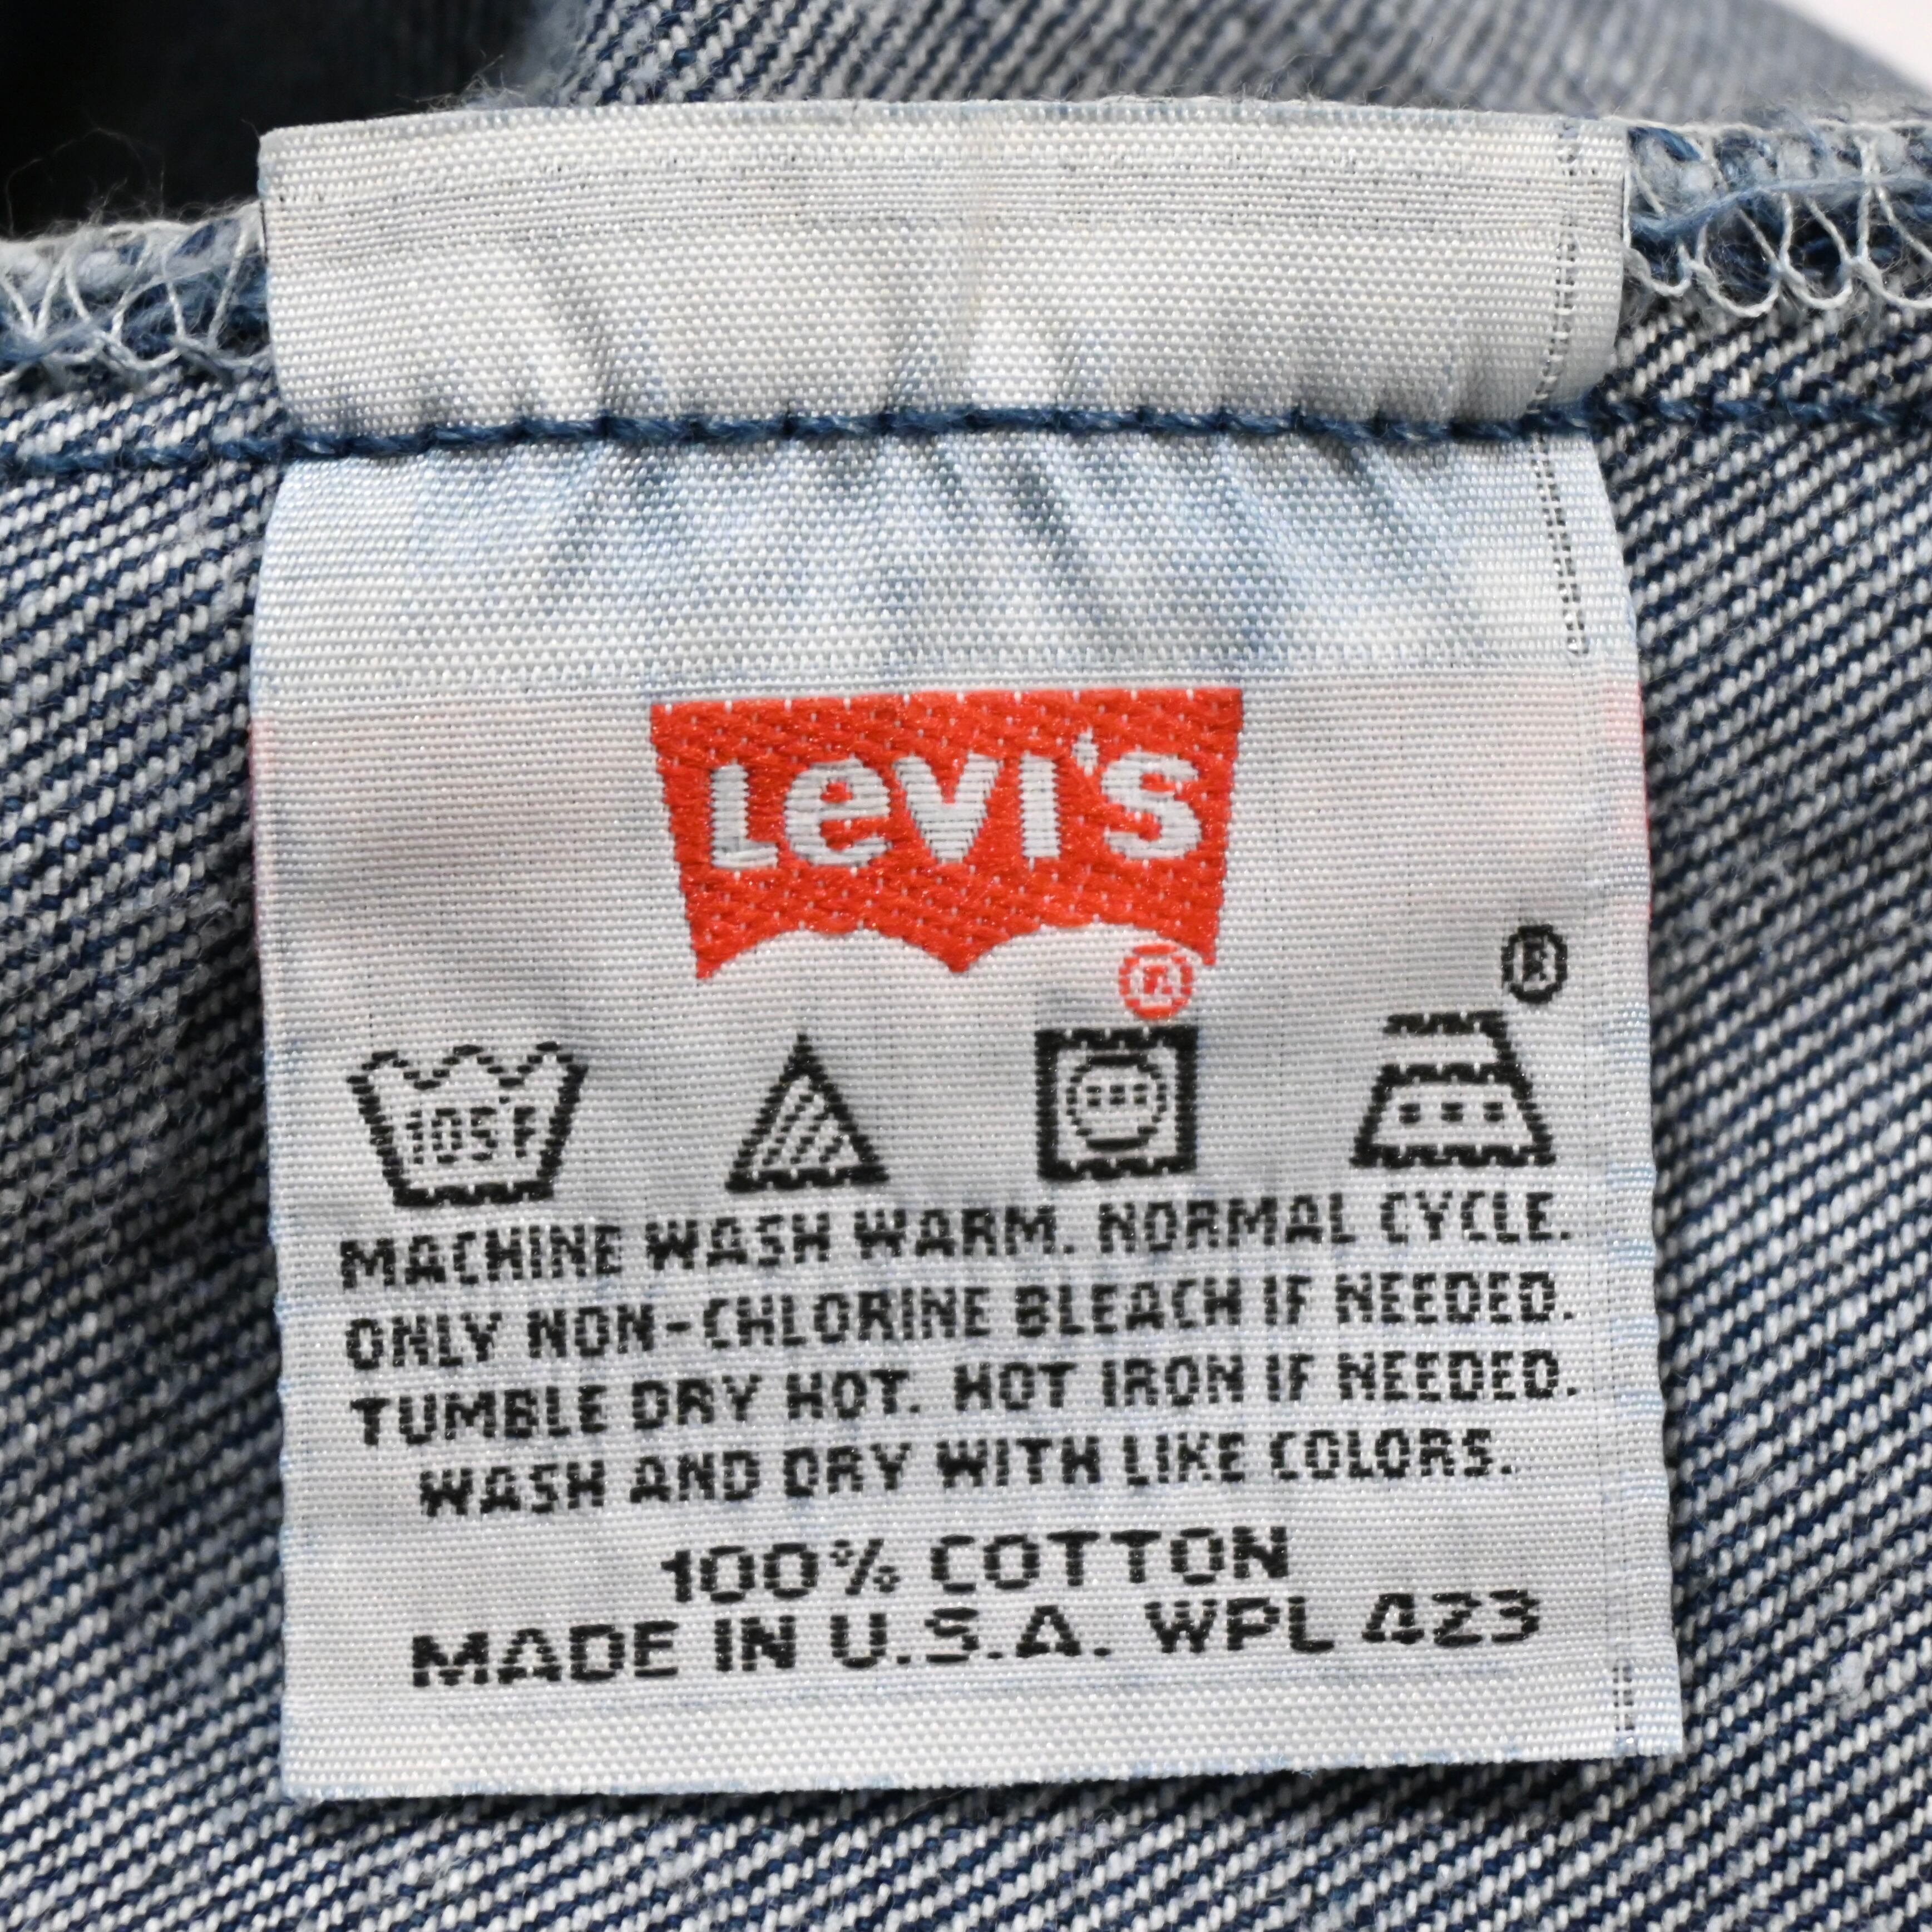 Levi's
®
®
105°F
MACHINE WASH WARM. NORMAL CYCLE.
ONLY NON-CHLORINE BLEACH IF NEEDED.
TUMBLE DRY HOT. HOT IRON IF NEEDED.
WASH AND DRY WITH LIKE COLORS.
100% COTTON
MADE IN U.S.A. WPL 423